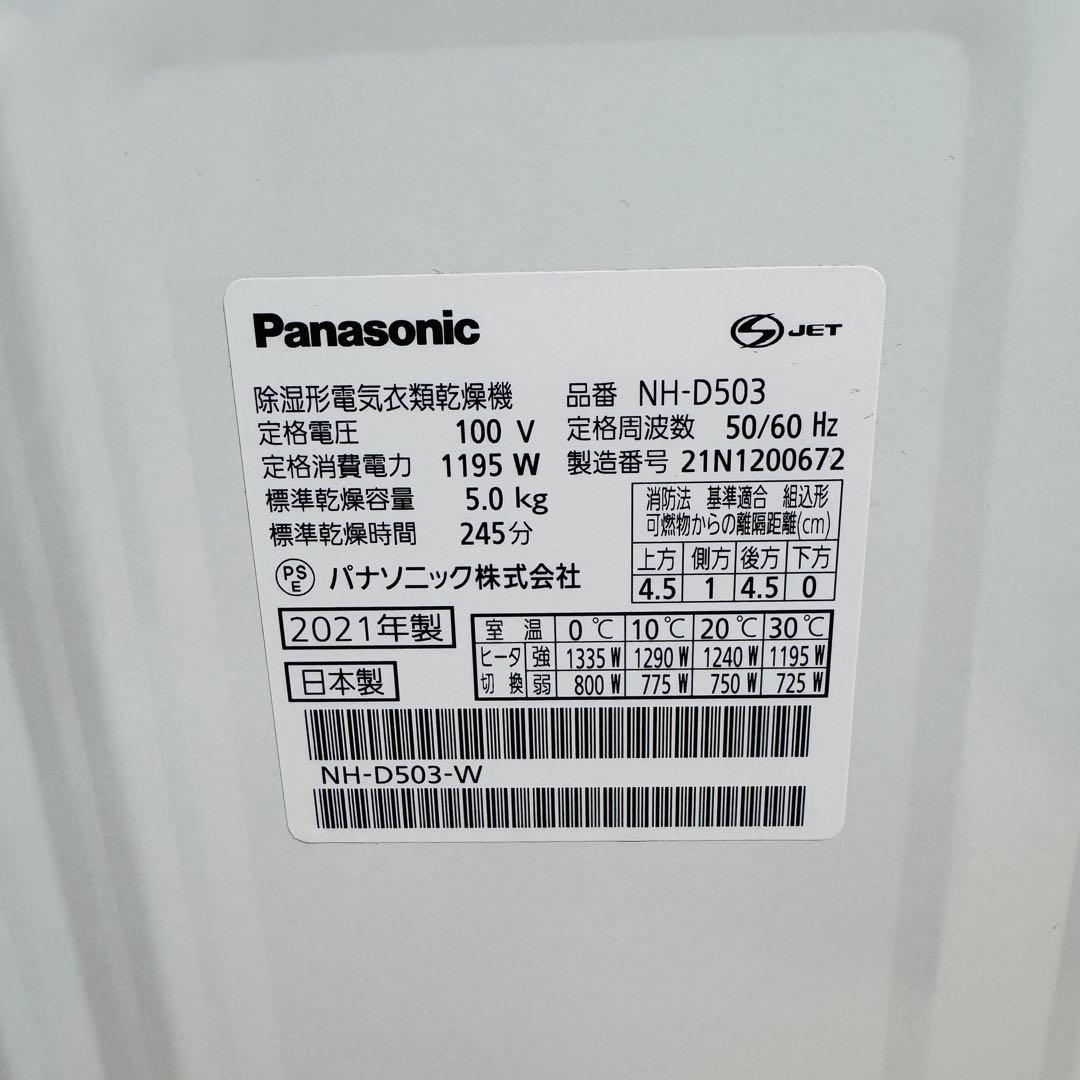 Panasonic
S JET
除湿形電気衣類乾燥機 品番 NH-D503
定格電圧 100 V 定格周波数 50/60 Hz
定格消費電力 1195 W 製造番号 21N1200672
標準乾燥容量 5.0 kg
標準乾燥時間 245分
消防法 基準適合 組込形
可燃物からの離隔距離(cm)
上方 側方 後方 下方
4.5 1 4.5 0
PS E パナソニック株式会社
2021年製
日本製
室温 0℃ 10℃ 20℃ 30℃
ヒータ 強 1335 W 1290 W 1240 W 1195 W
切換 弱 800 W 775 W 750 W 725 W
NH-D503-W